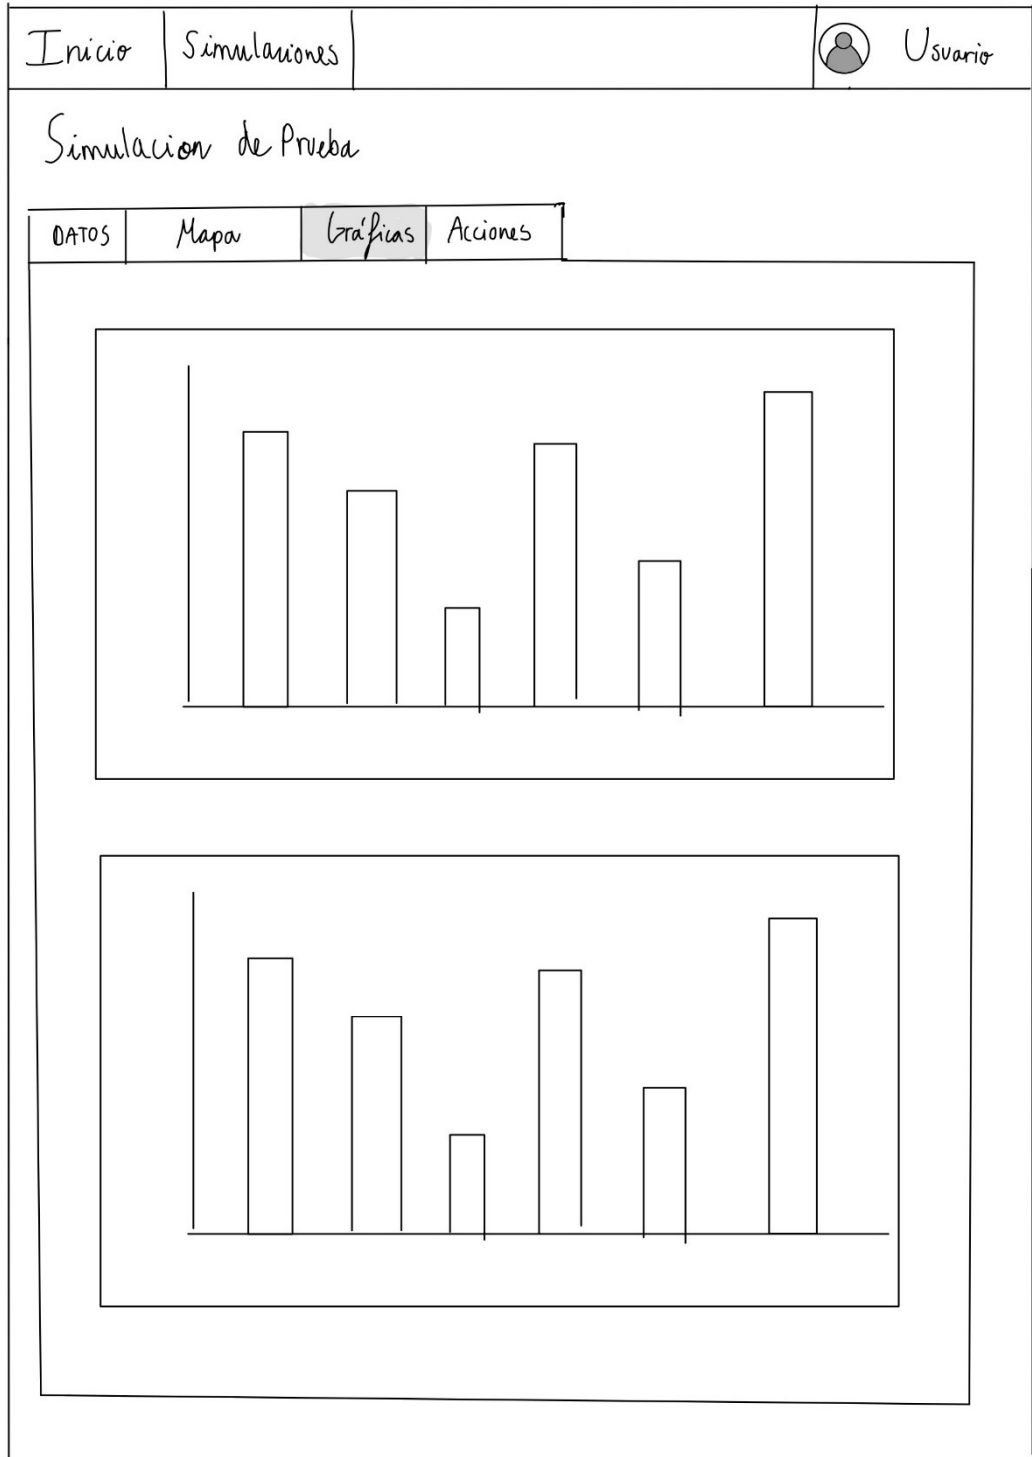 Inicio Simulaciones Usuario
Simulacion de Prueba
DATOS Mapa Gráficas Acciones